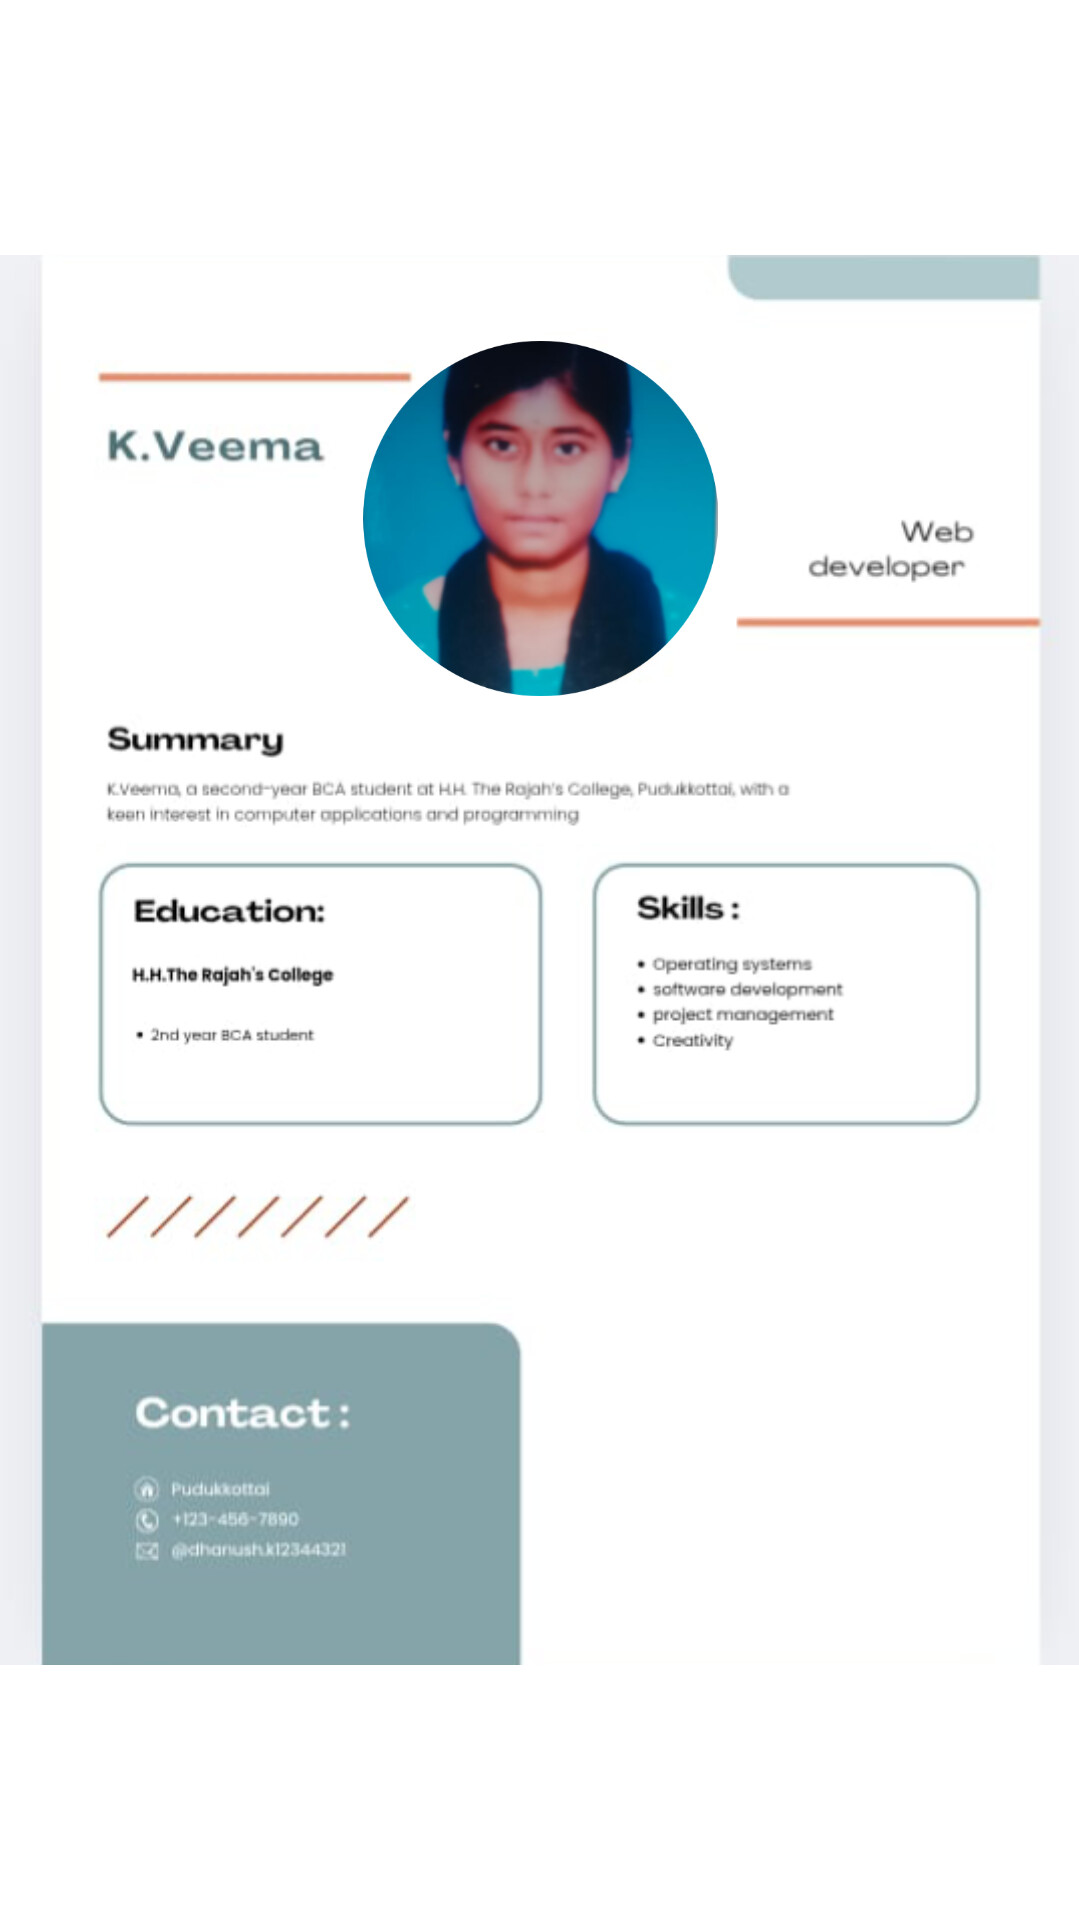 K.Veema
Web
developer
Summary
K.Veema, a second-year BCA student at H.H. The Rajah's College, Pudukkottai, with a
keen interest in computer applications and programming
Education:
H.H.The Rajah's College
• 2nd year BCA student
Skills :
• Operating systems
• software development
• project management
• Creativity
Contact :
Pudukkottai
+123-456-7890
@dhanush.k12344321